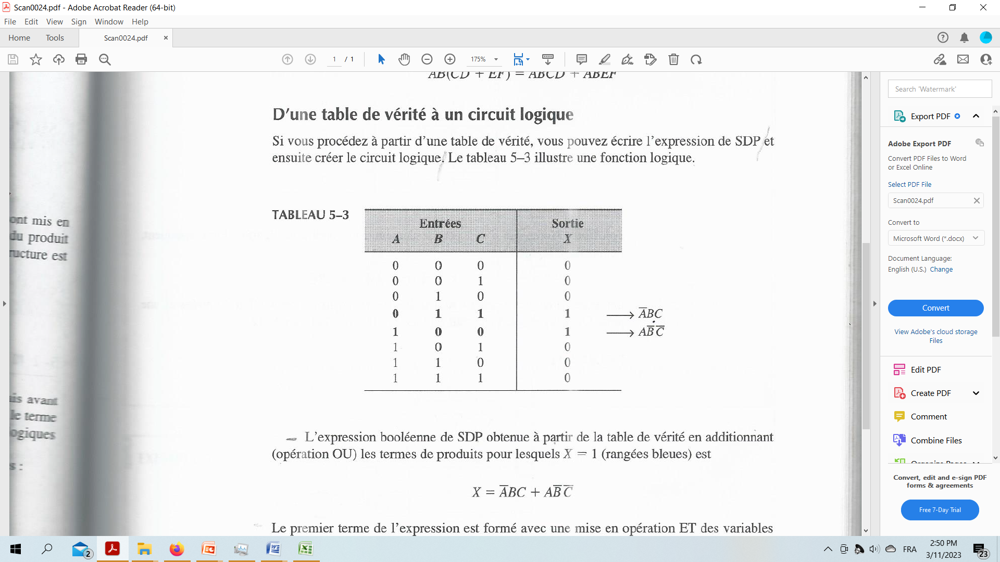 Scan0024.pdf - Adobe Acrobat Reader (64-bit)
File Edit View Sign Window Help
Home Tools Scan0024.pdf ×
1 / 1 175%
AB(CD + EF) = ABCD + ABEF
D'une table de vérité à un circuit logique
Si vous procédez à partir d'une table de vérité, vous pouvez écrire l'expression de SDP et
ensuite créer le circuit logique. Le tableau 5–3 illustre une fonction logique.
TABLEAU 5–3
Entrées Sortie
A B C X
0 0 0 0
0 0 1 0
0 1 0 0
0 1 1 1 → A̅BC
1 0 0 1 → AB̅C̅
1 0 1 0
1 1 0 0
1 1 1 0
L'expression booléenne de SDP obtenue à partir de la table de vérité en additionnant
(opération OU) les termes de produits pour lesquels X = 1 (rangées bleues) est
X = A̅BC + AB̅C̅
Le premier terme de l'expression est formé avec une mise en opération ET des variables
ont mis en
du produit
ructure est
is avant
le terme
ogiques
s :
Search 'Watermark'
Export PDF
Adobe Export PDF
Convert PDF Files to Word
or Excel Online
Select PDF File
Scan0024.pdf
Convert to
Microsoft Word (*.docx)
Document Language:
English (U.S.) Change
Convert
View Adobe's cloud storage
Files
Edit PDF
Create PDF
Comment
Combine Files
Organize Pages
Convert, edit and e-sign PDF
forms & agreements
Free 7-Day Trial
2
FRA
2:50 PM
3/11/2023
23